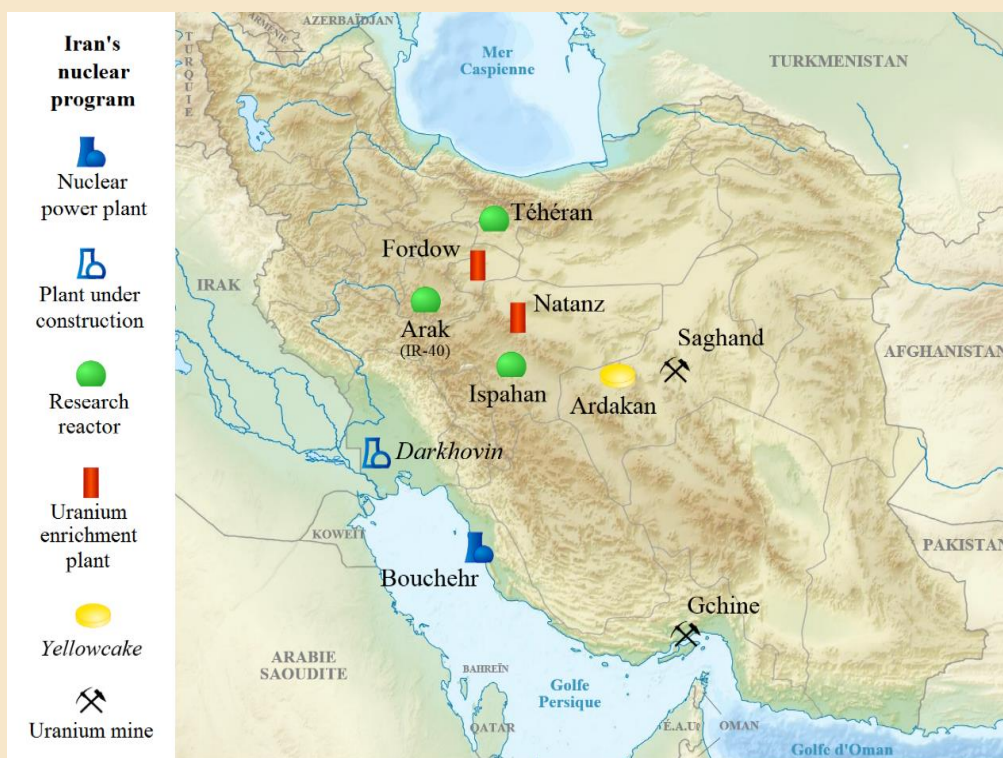 Iran's
nuclear
program
Nuclear
power plant
Plant under
construction
Research
reactor
Uranium
enrichment
plant
Yellowcake
Uranium mine
ARMÉNIE
AZERBAÏDJAN
TURQUIE
Mer
Caspienne
TURKMENISTAN
Téhéran
Fordow
IRAK
Natanz
Arak
(IR-40)
Saghand
AFGHANISTAN
Ispahan
Ardakan
Darkhovin
KOWEÏT
PAKISTAN
Bouchehr
Gchine
ARABIE
SAOUDITE
BAHREÏN
Golfe
Persique
QATAR
É.A.U.
OMAN
Golfe d'Oman